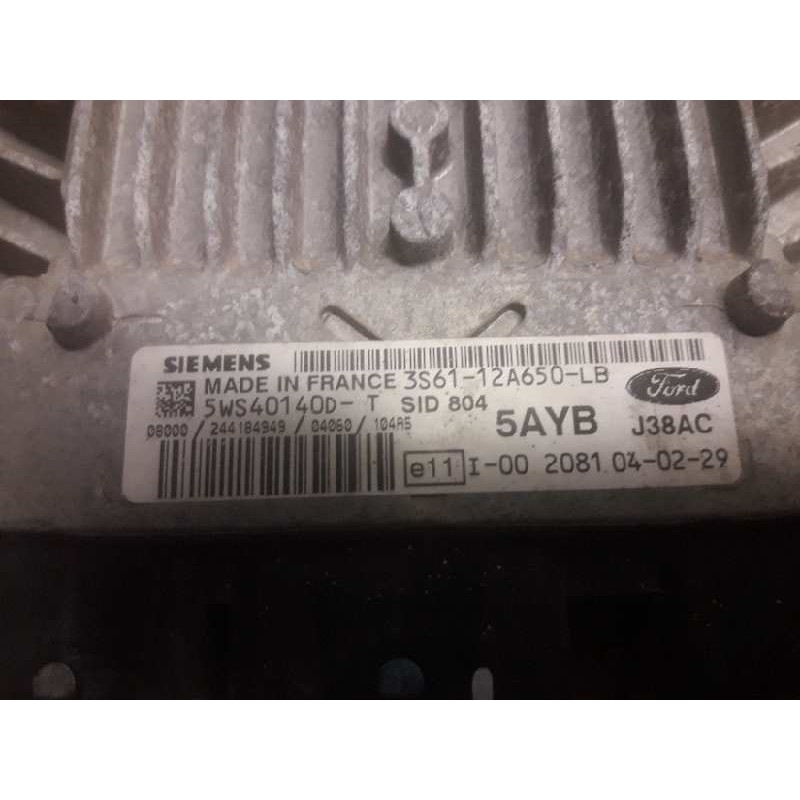 SIEMENS
MADE IN FRANCE 3S61-12A650-LB
Ford
5WS40140D-T SID 804
08000/244184949/04060/104A5
5AYB J38AC
e11 I-00 2081 04-02-29